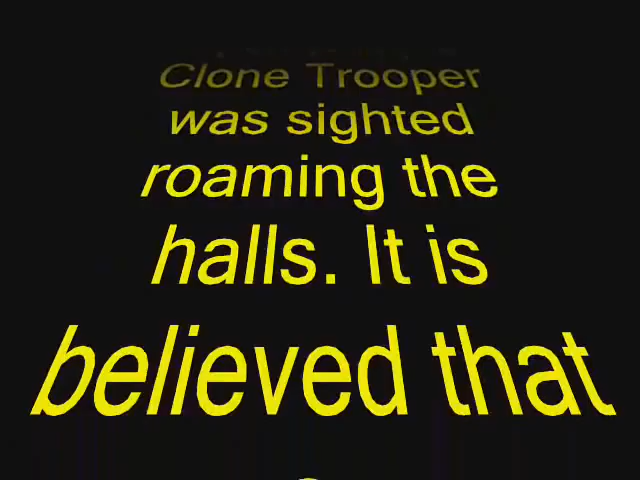 Clone Trooper
was sighted
roaming the
halls. It is
believed that